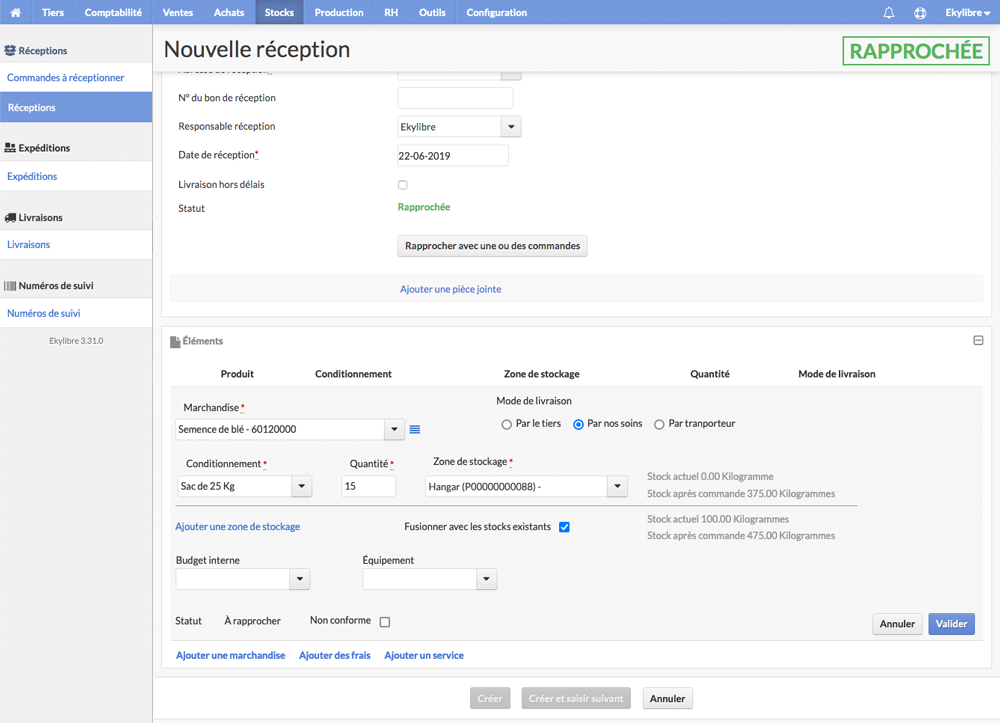 Tiers Comptabilité Ventes Achats Stocks Production RH Outils Configuration Ekylibre
Réceptions
Commandes à réceptionner
Réceptions
Expéditions
Expéditions
Livraisons
Livraisons
Numéros de suivi
Numéros de suivi
Ekylibre 3.31.0
Nouvelle réception
RAPPROCHÉE
N° du bon de réception
Responsable réception Ekylibre
Date de réception* 22-06-2019
Livraison hors délais
Statut Rapprochée
Rapprocher avec une ou des commandes
Ajouter une pièce jointe
Éléments
Produit Conditionnement Zone de stockage Quantité Mode de livraison
Marchandise* Mode de livraison
Semence de blé - 60120000 Par le tiers Par nos soins Par tranporteur
Conditionnement* Quantité* Zone de stockage*
Sac de 25 Kg 15 Hangar (P00000000088) -
Stock actuel 0.00 Kilogramme
Stock après commande 375.00 Kilogrammes
Ajouter une zone de stockage Fusionner avec les stocks existants
Stock actuel 100.00 Kilogrammes
Stock après commande 475.00 Kilogrammes
Budget interne Équipement
Statut À rapprocher Non conforme Annuler Valider
Ajouter une marchandise Ajouter des frais Ajouter un service
Créer Créer et saisir suivant Annuler